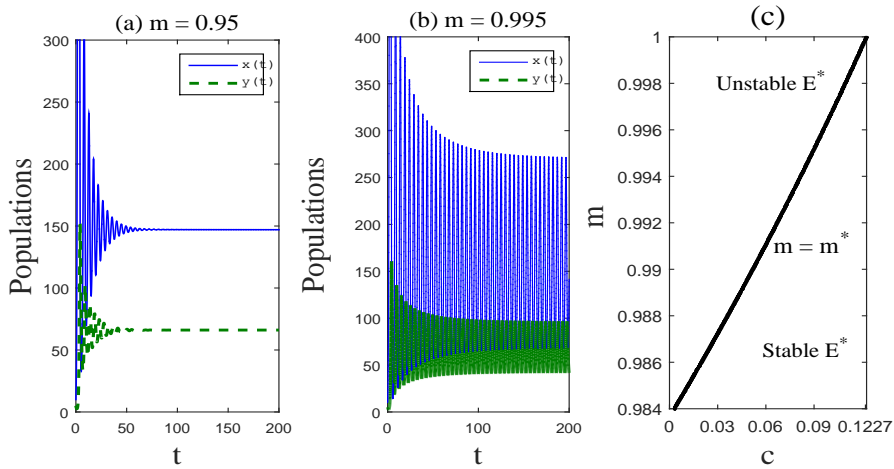 (a) m = 0.95
300
250
200
150
100
50
0
0 50 100 150 200
x(t)
y(t)
Populations
t
(b) m = 0.995
400
350
300
250
200
150
100
50
0
0 100 200
x(t)
y(t)
Populations
t
(c)
1
0.998
0.996
0.994
0.992
0.99
0.988
0.986
0.984
0 0.03 0.06 0.09 0.1227
Unstable E*
m = m*
Stable E*
m
c